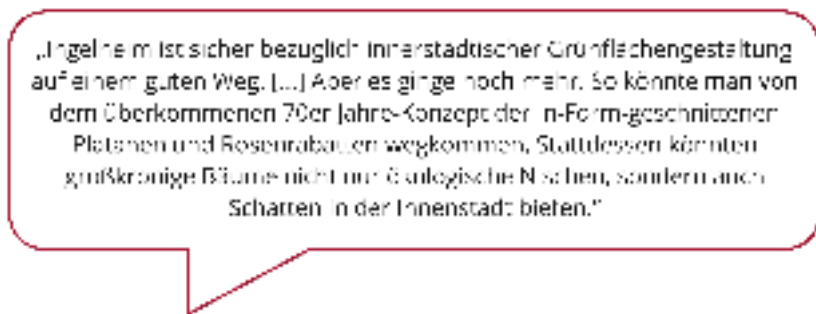 „Ingelheim ist sicher bezüglich innerstädtischer Grünflächengestaltung
auf einem guten Weg. [...] Aber es ginge noch mehr. So könnte man von
dem überkommenen 70er Jahre-Konzept der In-Form-geschnittenen
Platanen und Rosenrabatten wegkommen. Stattdessen könnten
großkronige Bäume nicht nur ökologische Nischen, sondern auch
Schatten in der Innenstadt bieten.“